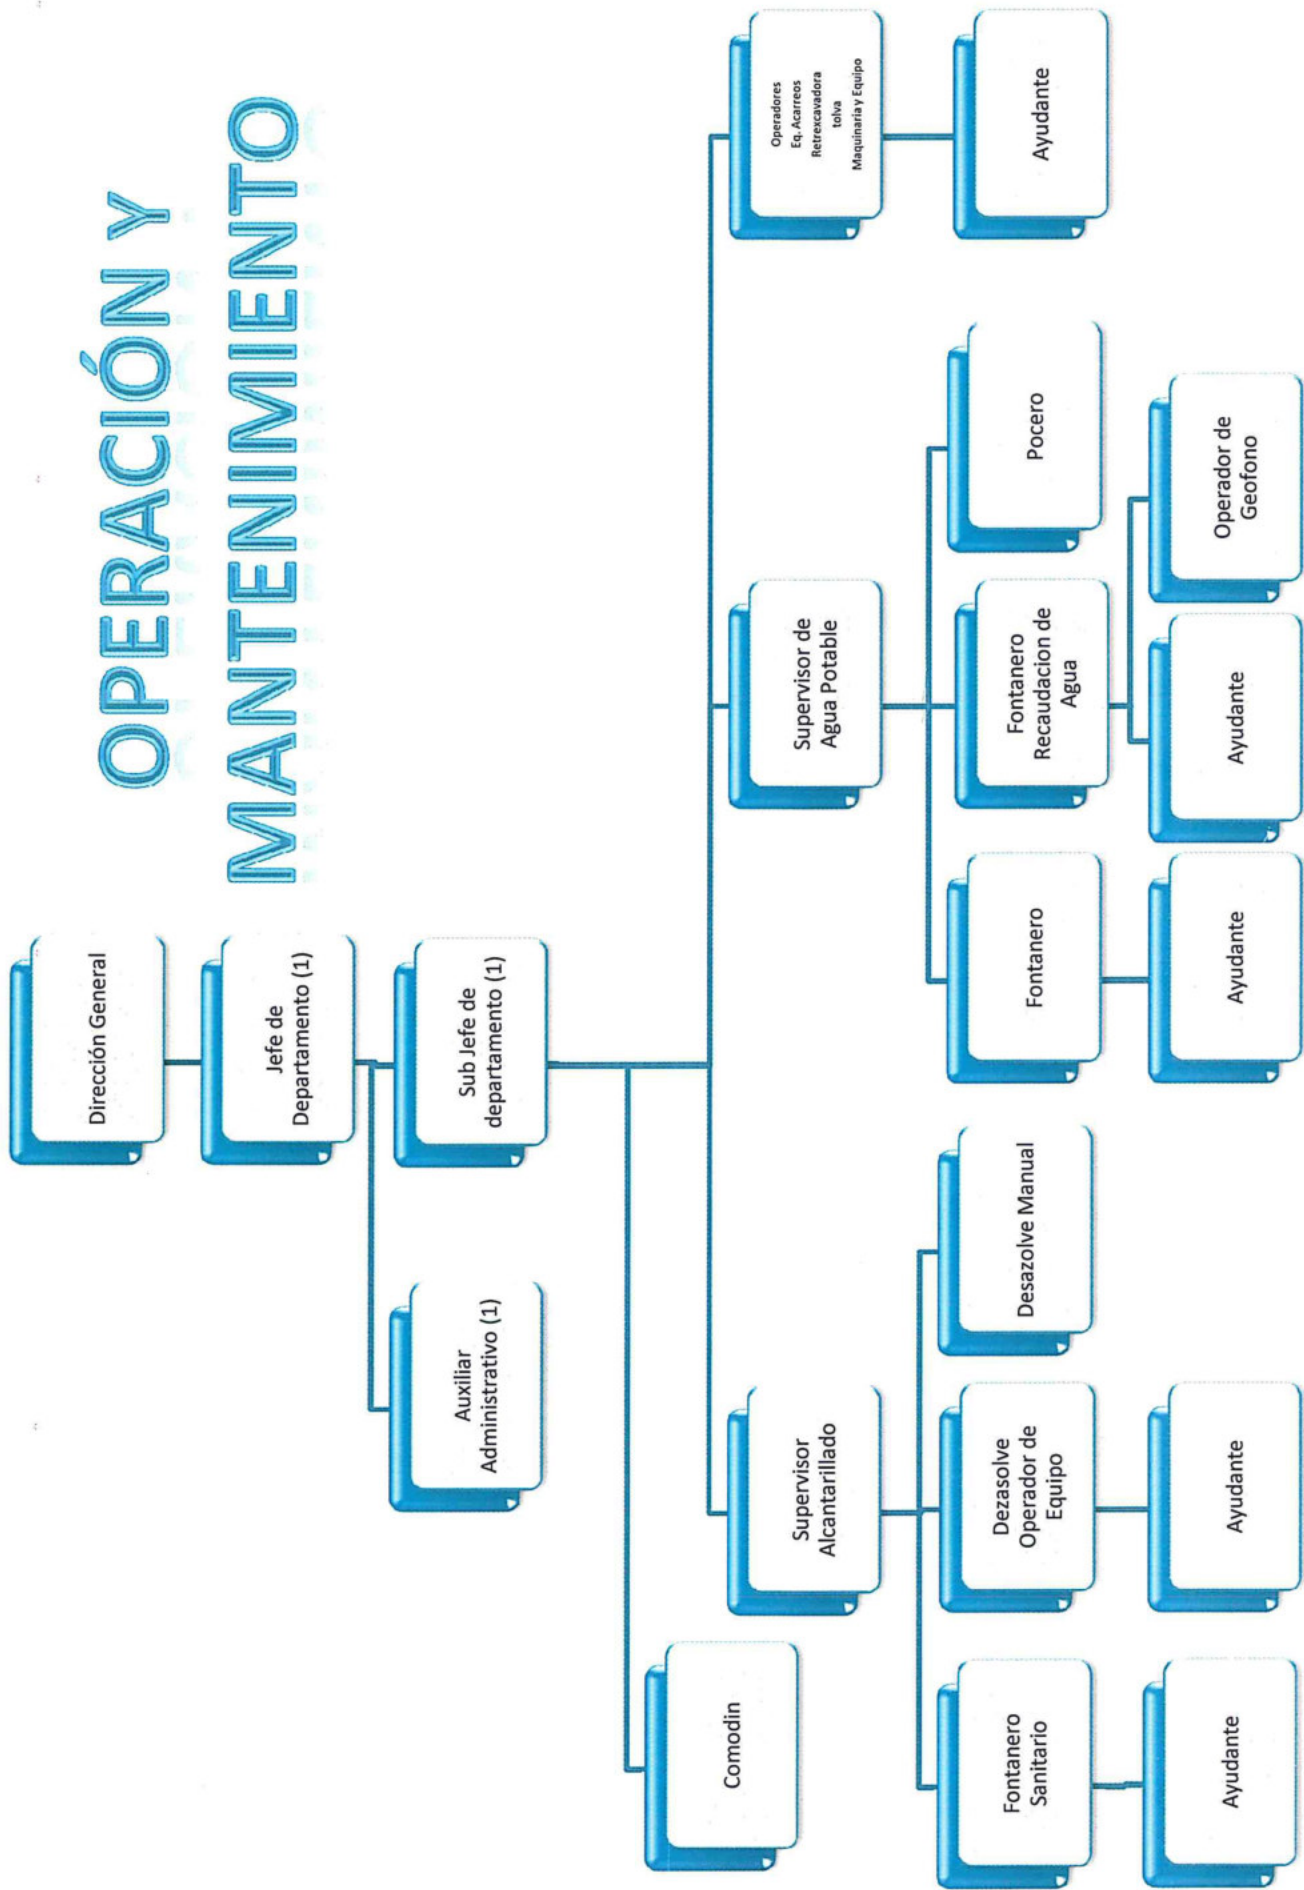 OPERACIÓN Y
MANTENIMIENTO
Dirección General
Jefe de
Departamento (1)
Auxiliar
Administrativo (1)
Sub Jefe de
departamento (1)
Comodin
Supervisor
Alcantarillado
Supervisor de
Agua Potable
Operadores
Eq. Acarreos
Retrexcavadora
tolva
Maquinaria y Equipo
Fontanero
Sanitario
Dezasolve
Operador de
Equipo
Desazolve Manual
Fontanero
Fontanero
Recaudacion de
Agua
Pocero
Ayudante
Ayudante
Ayudante
Ayudante
Ayudante
Operador de
Geofono